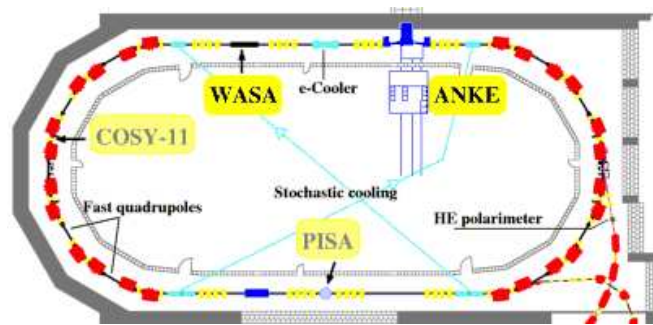 WASA
e-Cooler
ANKE
COSY-11
Stochastic cooling
Fast quadrupoles
HE polarimeter
PISA